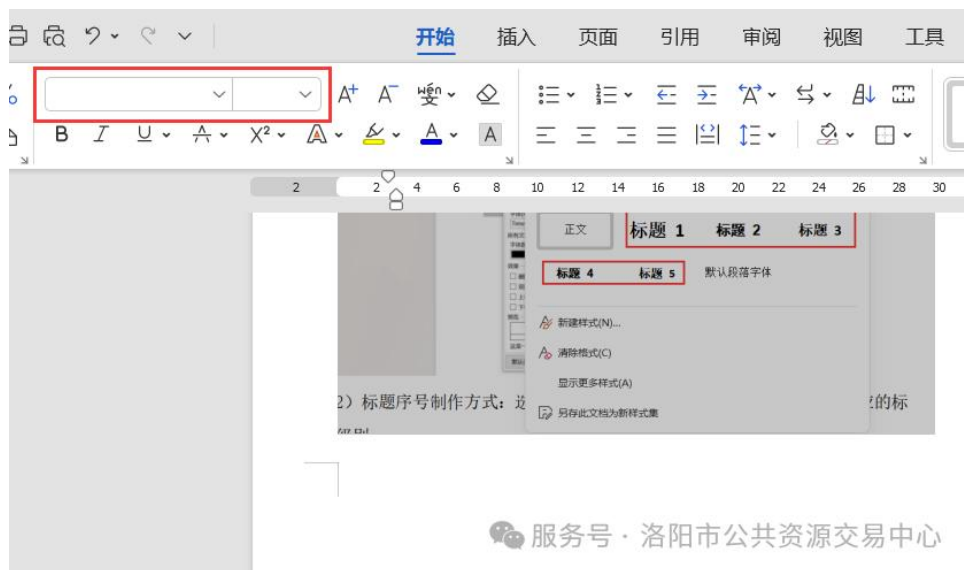 开始 插入 页面 引用 审阅 视图 工具
A+ A- wén 变
B I U A X² A A A
2 2 4 6 8 10 12 14 16 18 20 22 24 26 28 30
正文 标题 1 标题 2 标题 3
标题 4 标题 5 默认段落字体
新建样式(N)...
清除格式(C)
显示更多样式(A)
2）标题序号制作方式：
的标
另存此文档为新样式集
服务号 · 洛阳市公共资源交易中心